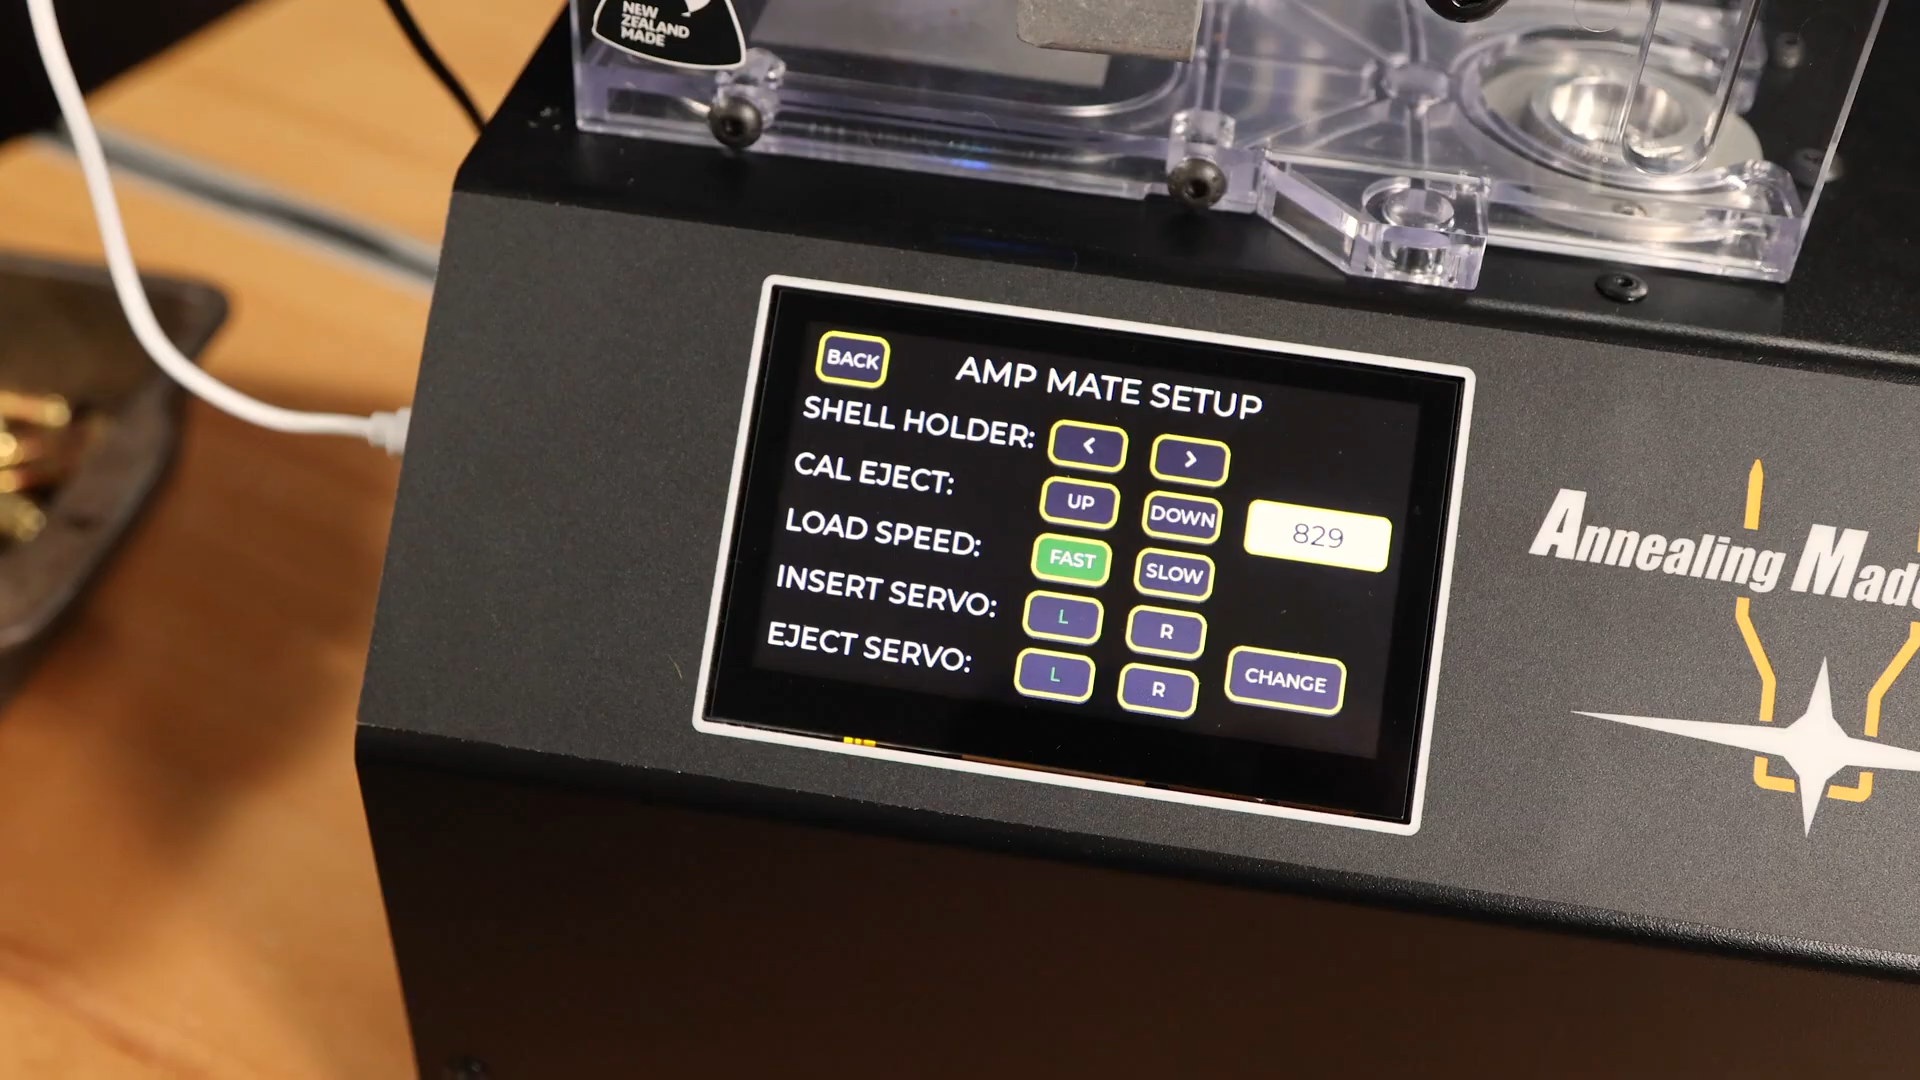 NEW
ZEALAND
MADE
BACK
AMP MATE SETUP
SHELL HOLDER: < >
CAL EJECT: UP DOWN 829
LOAD SPEED: FAST SLOW
INSERT SERVO: L R
EJECT SERVO: L R CHANGE
Annealing Made